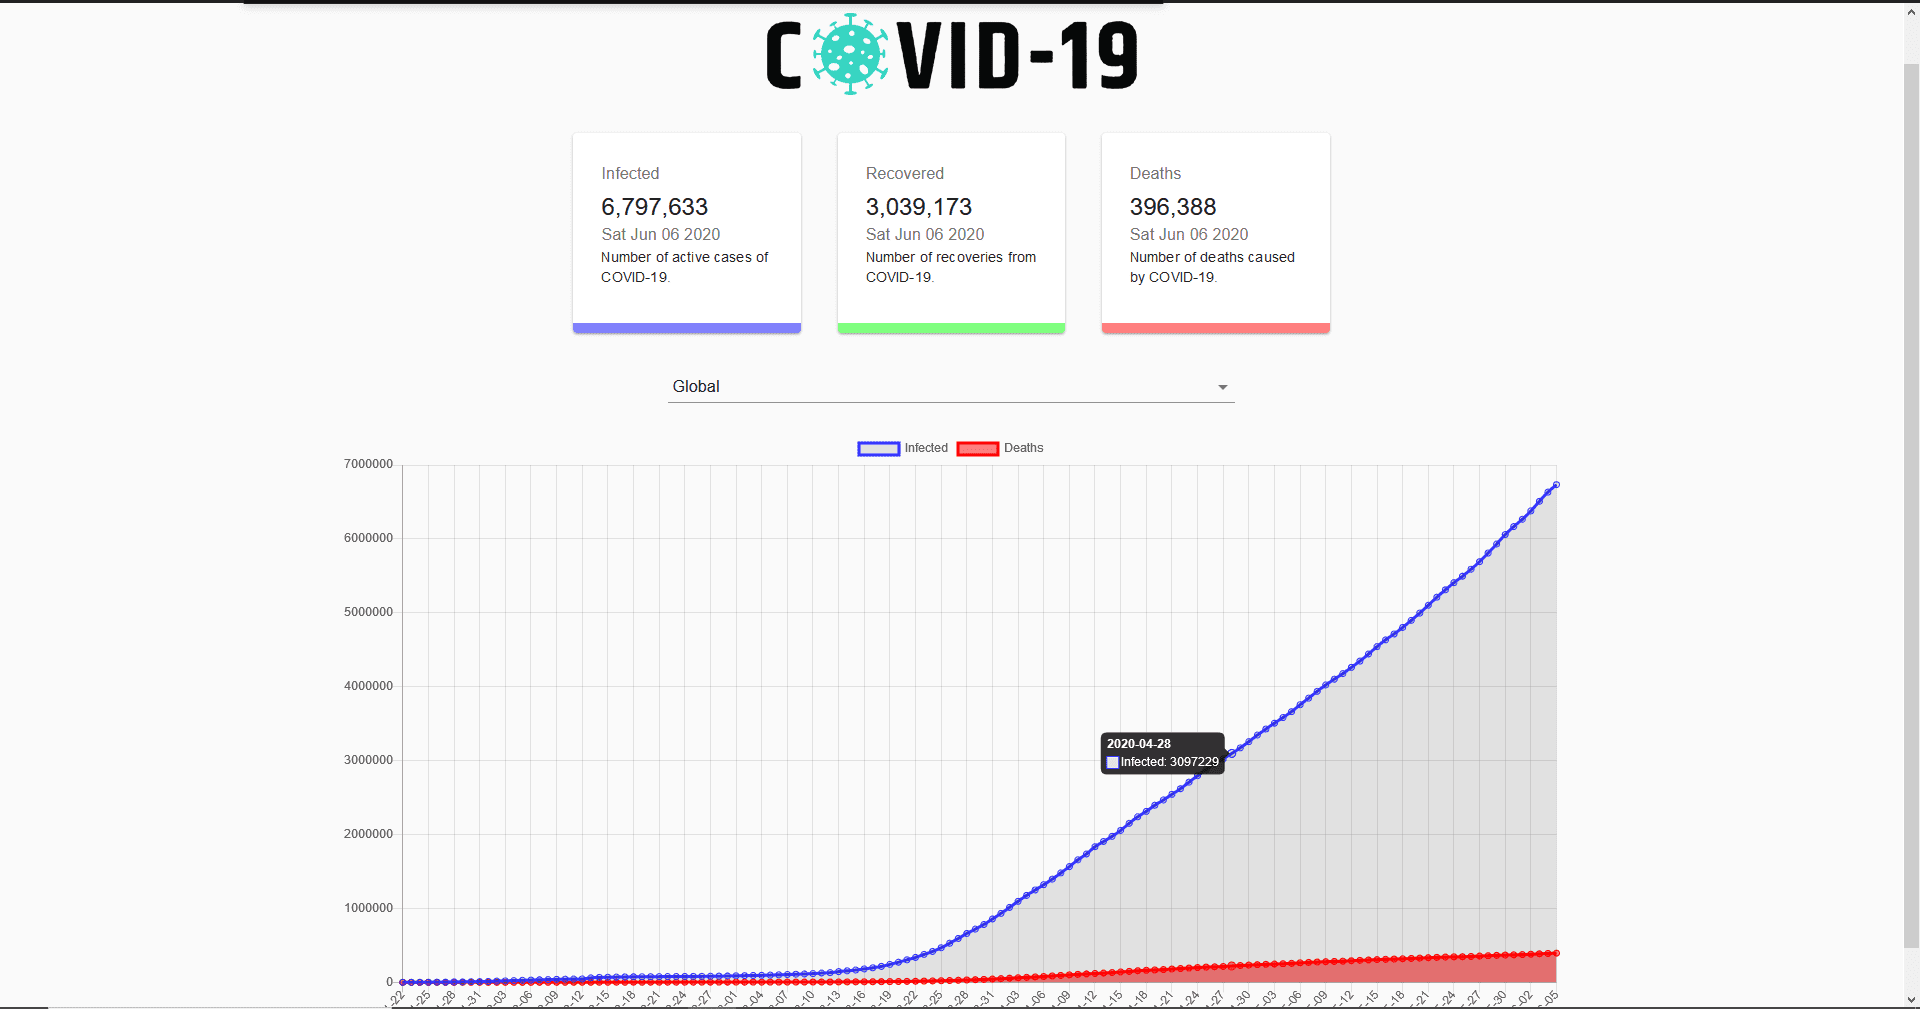 COVID-19
Infected
6,797,633
Sat Jun 06 2020
Number of active cases of
COVID-19.
Recovered
3,039,173
Sat Jun 06 2020
Number of recoveries from
COVID-19.
Deaths
396,388
Sat Jun 06 2020
Number of deaths caused
by COVID-19.
Global
Infected Deaths
7000000
6000000
5000000
4000000
3000000
2000000
1000000
0
2020-04-28
Infected: 3097229
-22 -25 -28 -31 -03 -06 -09 -12 -15 -18 -21 -24 -27 -01 -04 -07 -10 -13 -16 -19 -22 -25 -28 -31 -03 -06 -09 -12 -15 -18 -21 -24 -27 -30 -03 -06 -09 -12 -15 -18 -21 -24 -27 -30 -02 -05